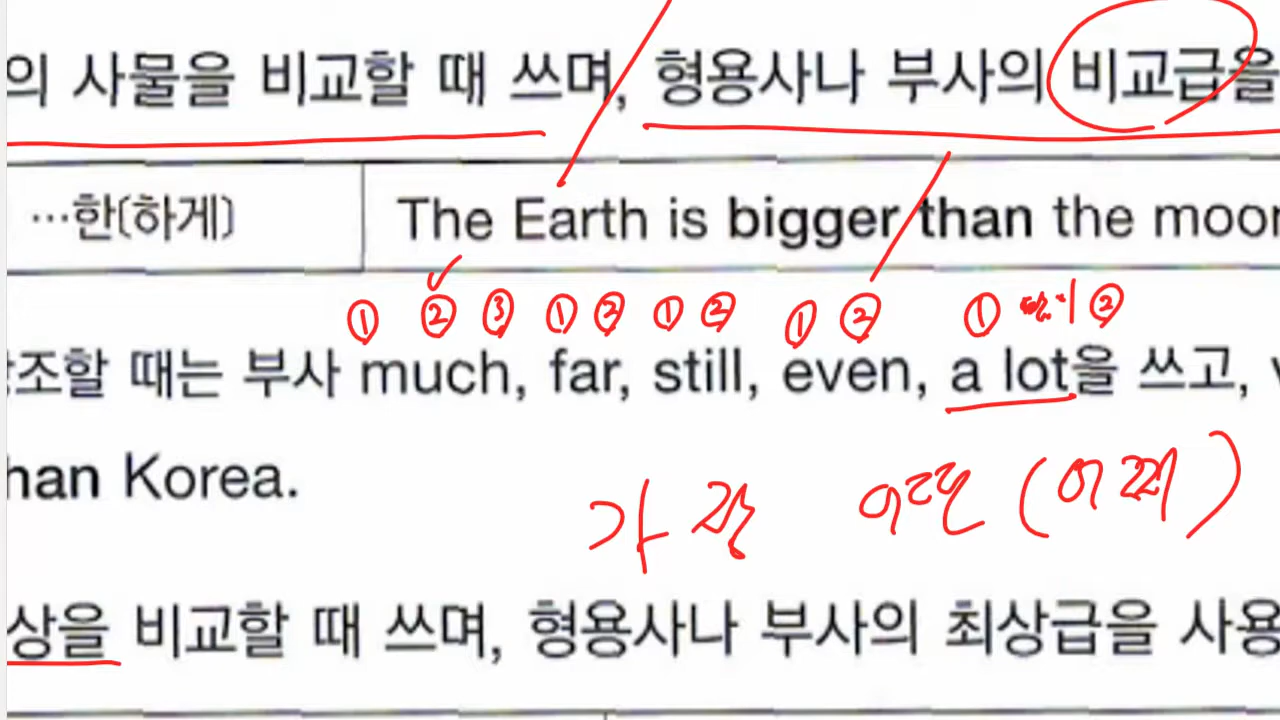 의 사물을 비교할 때 쓰며, 형용사나 부사의 비교급을
…한(하게) The Earth is bigger than the moon
① ② ③ ① ② ① ② ① ② ① ②
조할 때는 부사 much, far, still, even, a lot을 쓰고,
han Korea.
가장
상을 비교할 때 쓰며, 형용사나 부사의 최상급을 사용